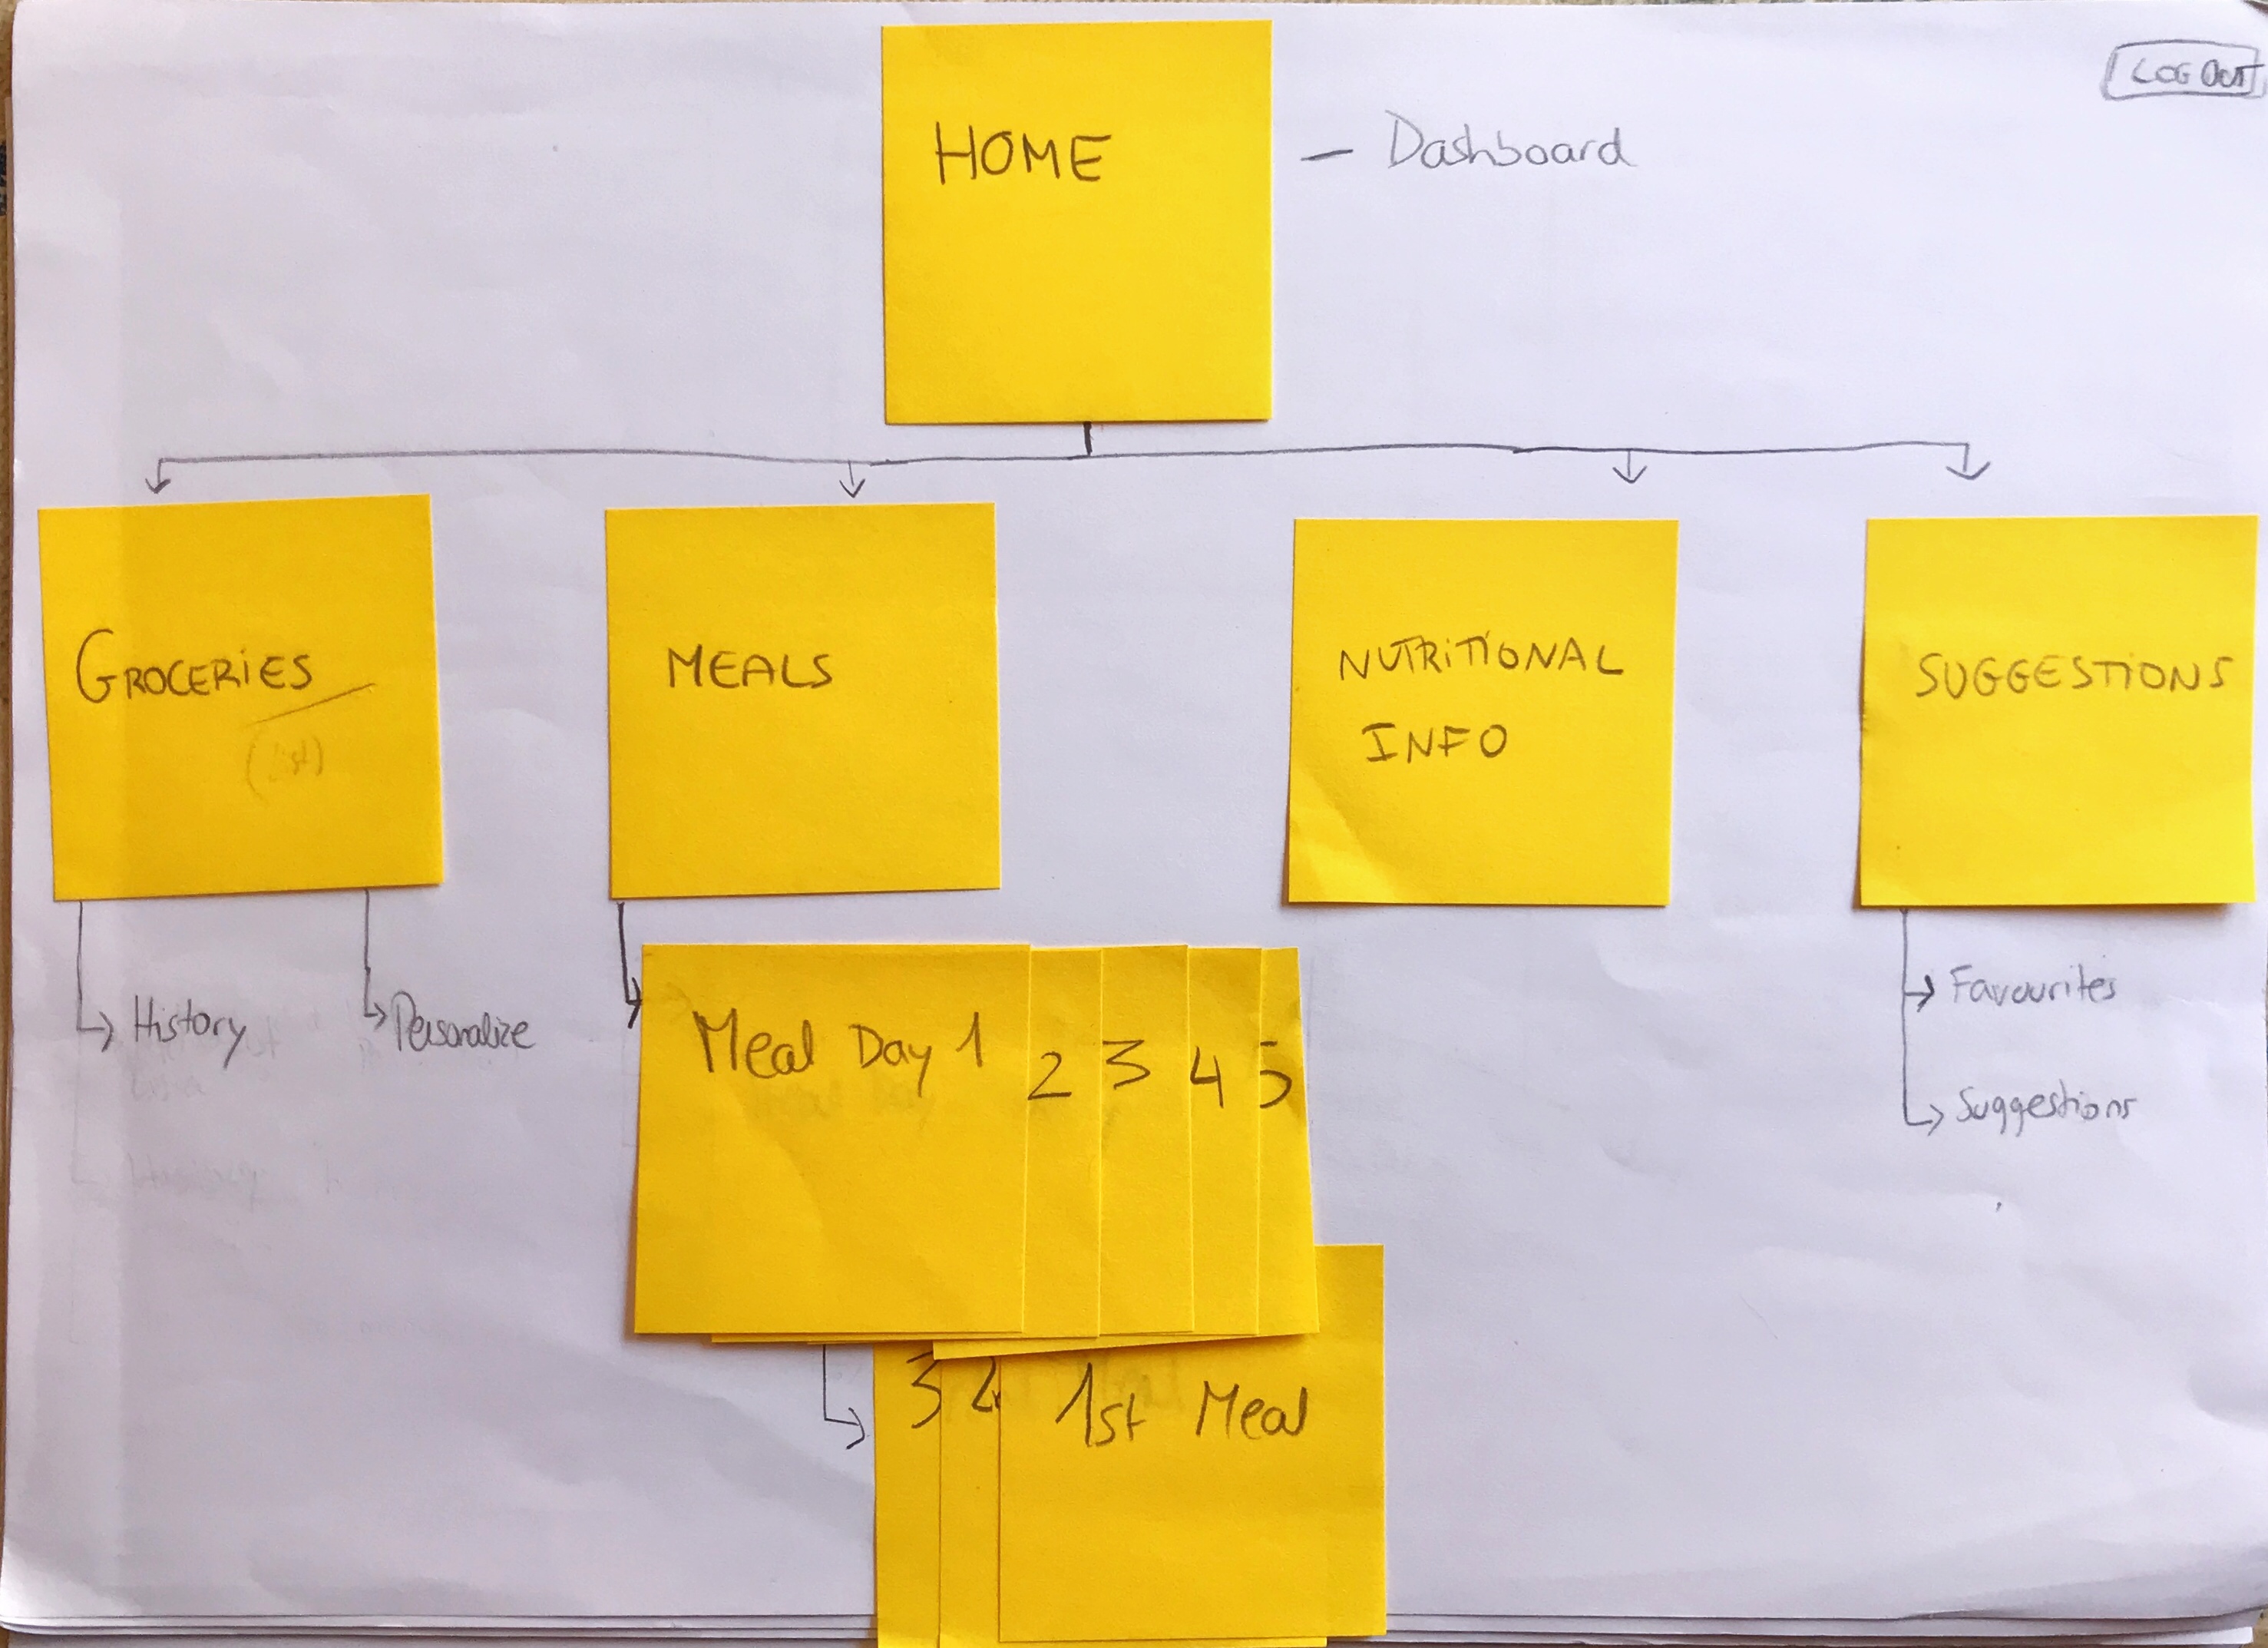 LOG OUT
HOME
– Dashboard
GROCERIES
(list)
MEALS
NUTRITIONAL
INFO
SUGGESTIONS
History
Personalize
Meal Day 1
2
3
4
5
Favourites
Suggestions
3
2
1st Meal